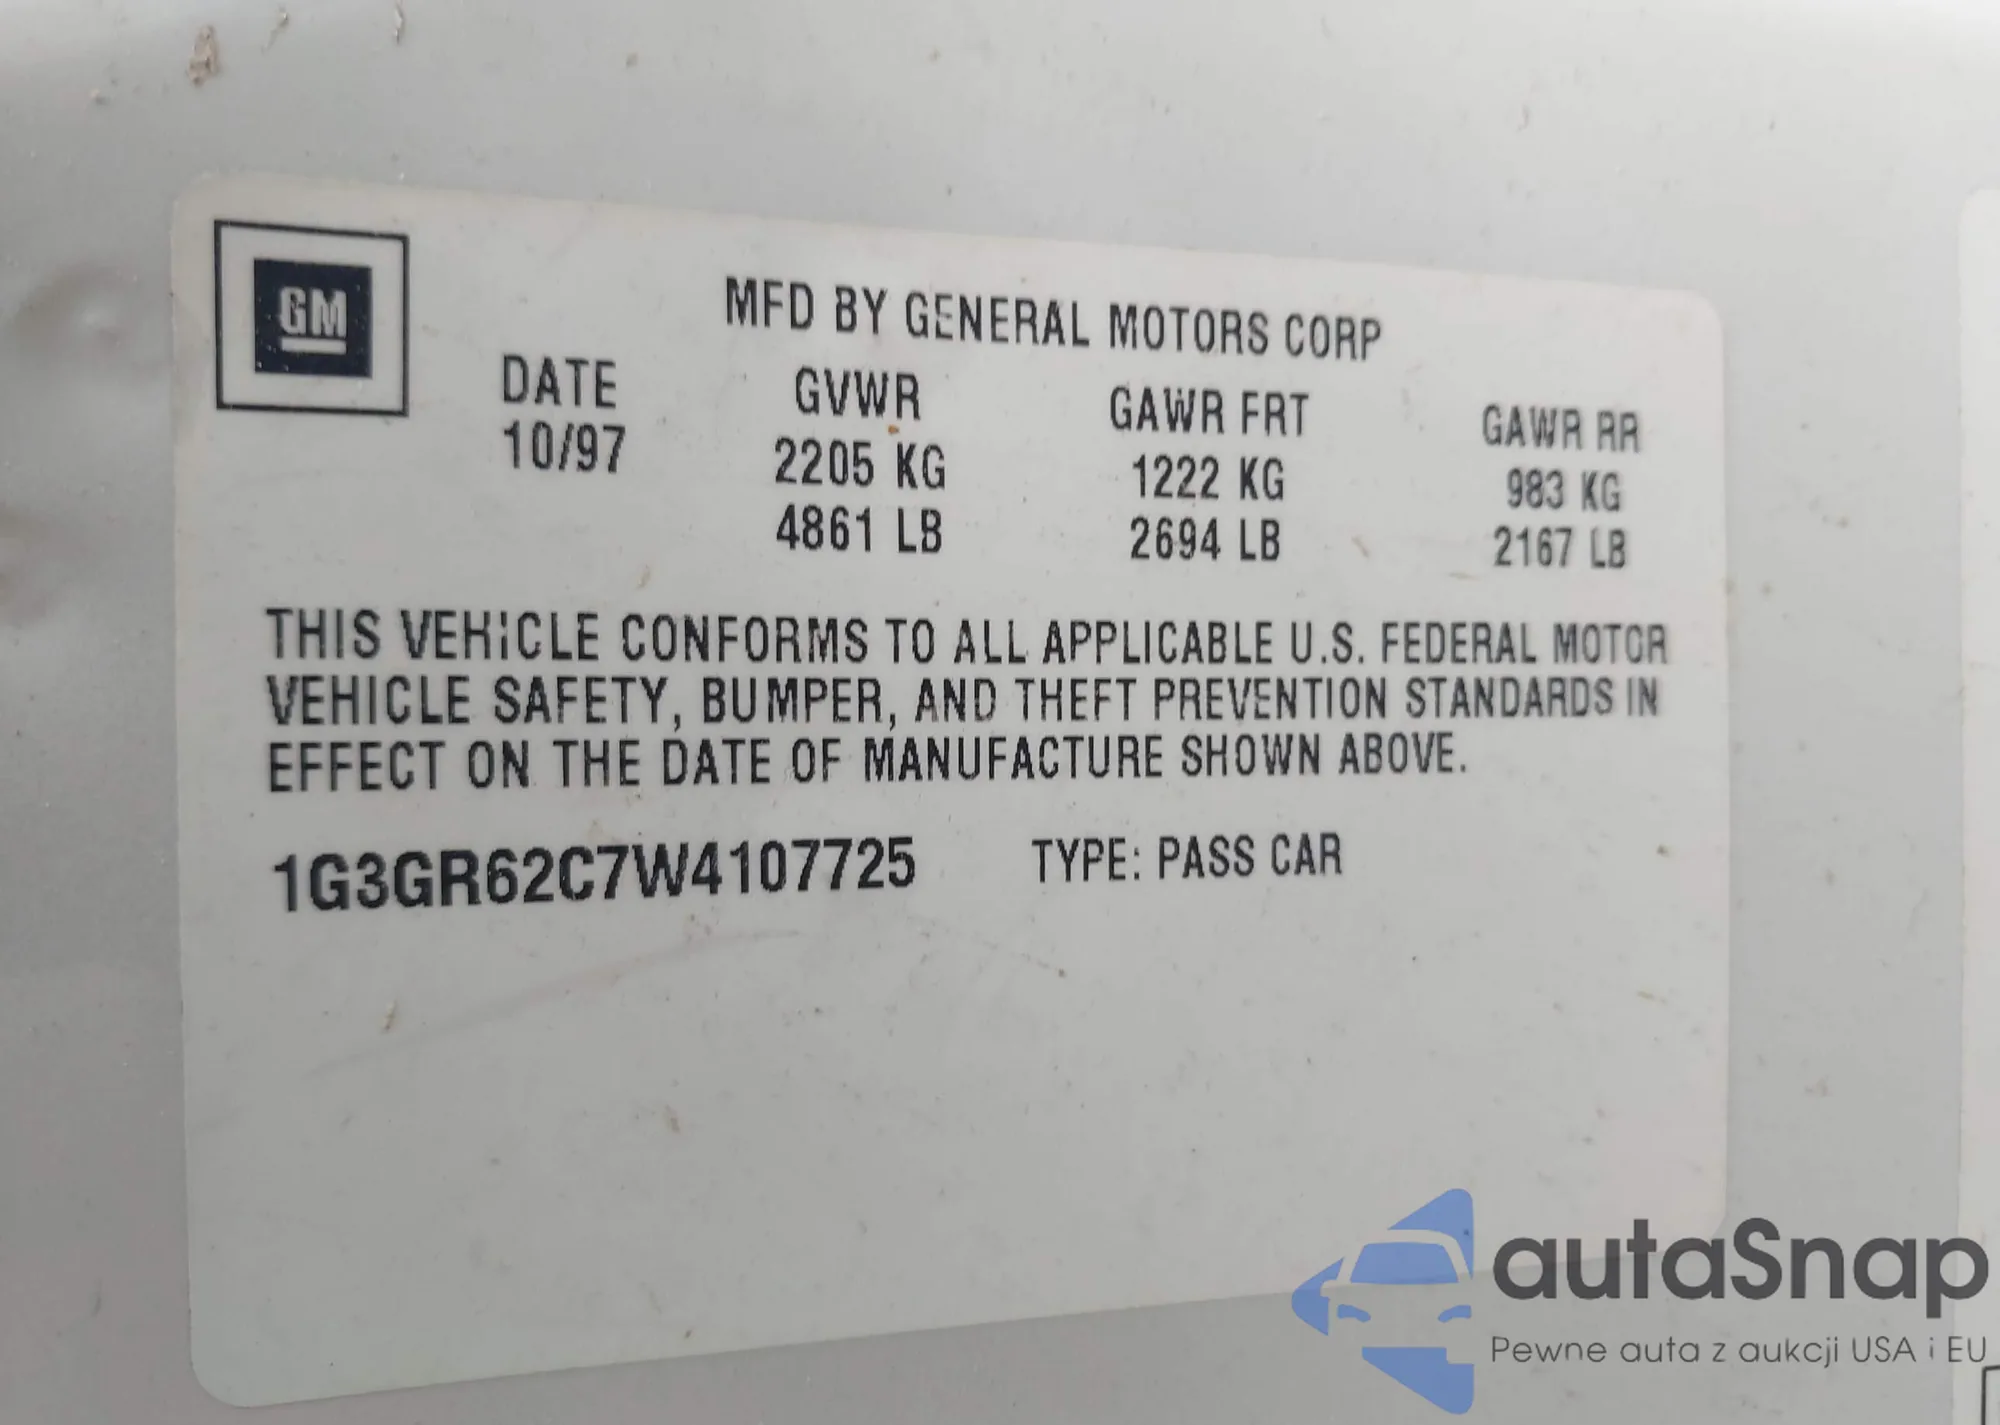 GM
MFD BY GENERAL MOTORS CORP
DATE GVWR GAWR FRT GAWR RR
10/97 2205 KG 1222 KG 983 KG
4861 LB 2694 LB 2167 LB
THIS VEHICLE CONFORMS TO ALL APPLICABLE U.S. FEDERAL MOTOR
VEHICLE SAFETY, BUMPER, AND THEFT PREVENTION STANDARDS IN
EFFECT ON THE DATE OF MANUFACTURE SHOWN ABOVE.
1G3GR62C7W4107725 TYPE: PASS CAR
autaSnap
Pewne auta z aukcji USA i EU